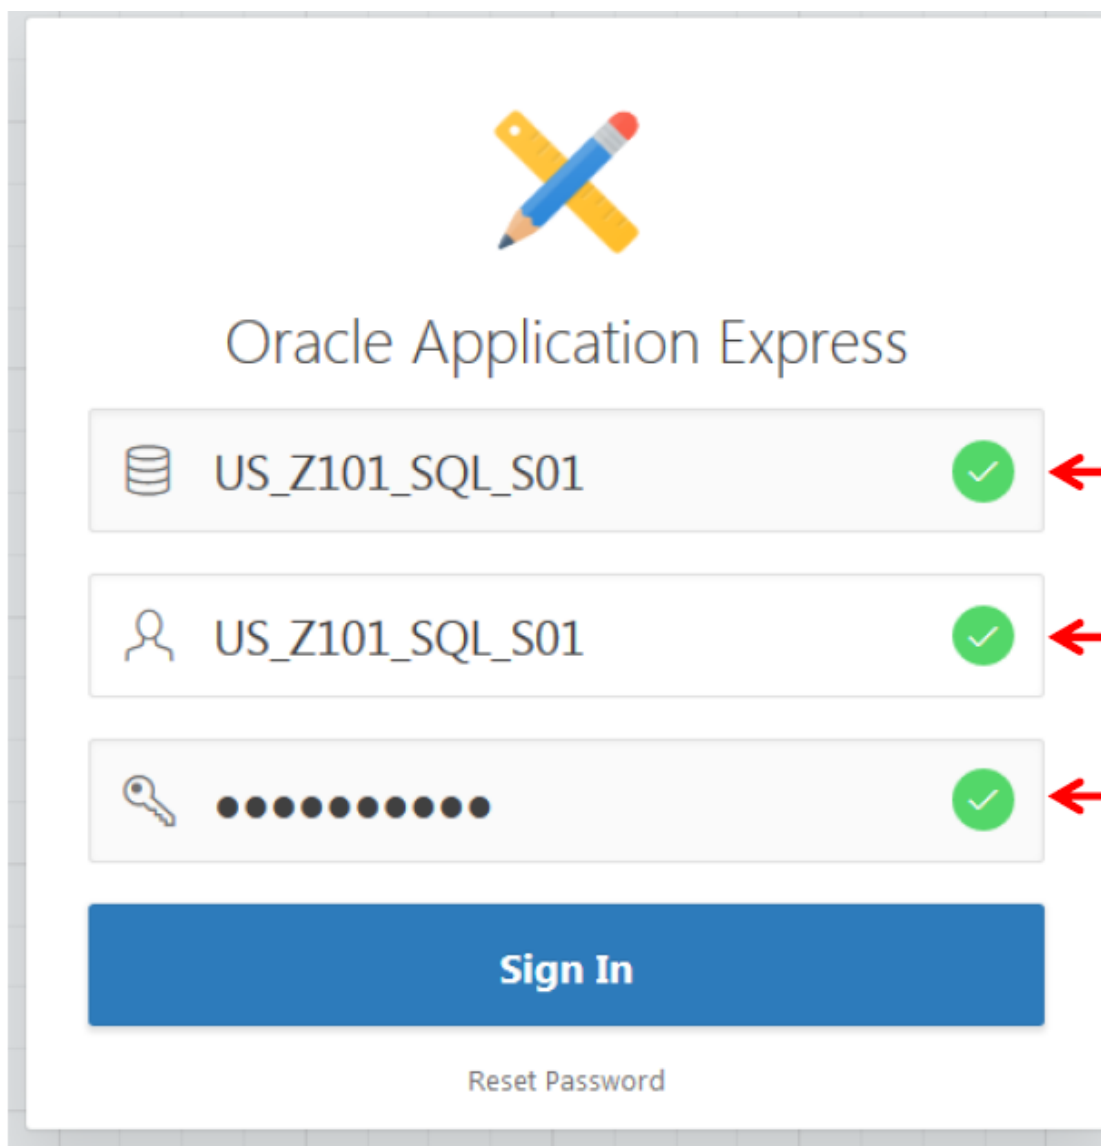 Oracle Application Express
US_Z101_SQL_S01
US_Z101_SQL_S01
●●●●●●●●●●
Sign In
Reset Password